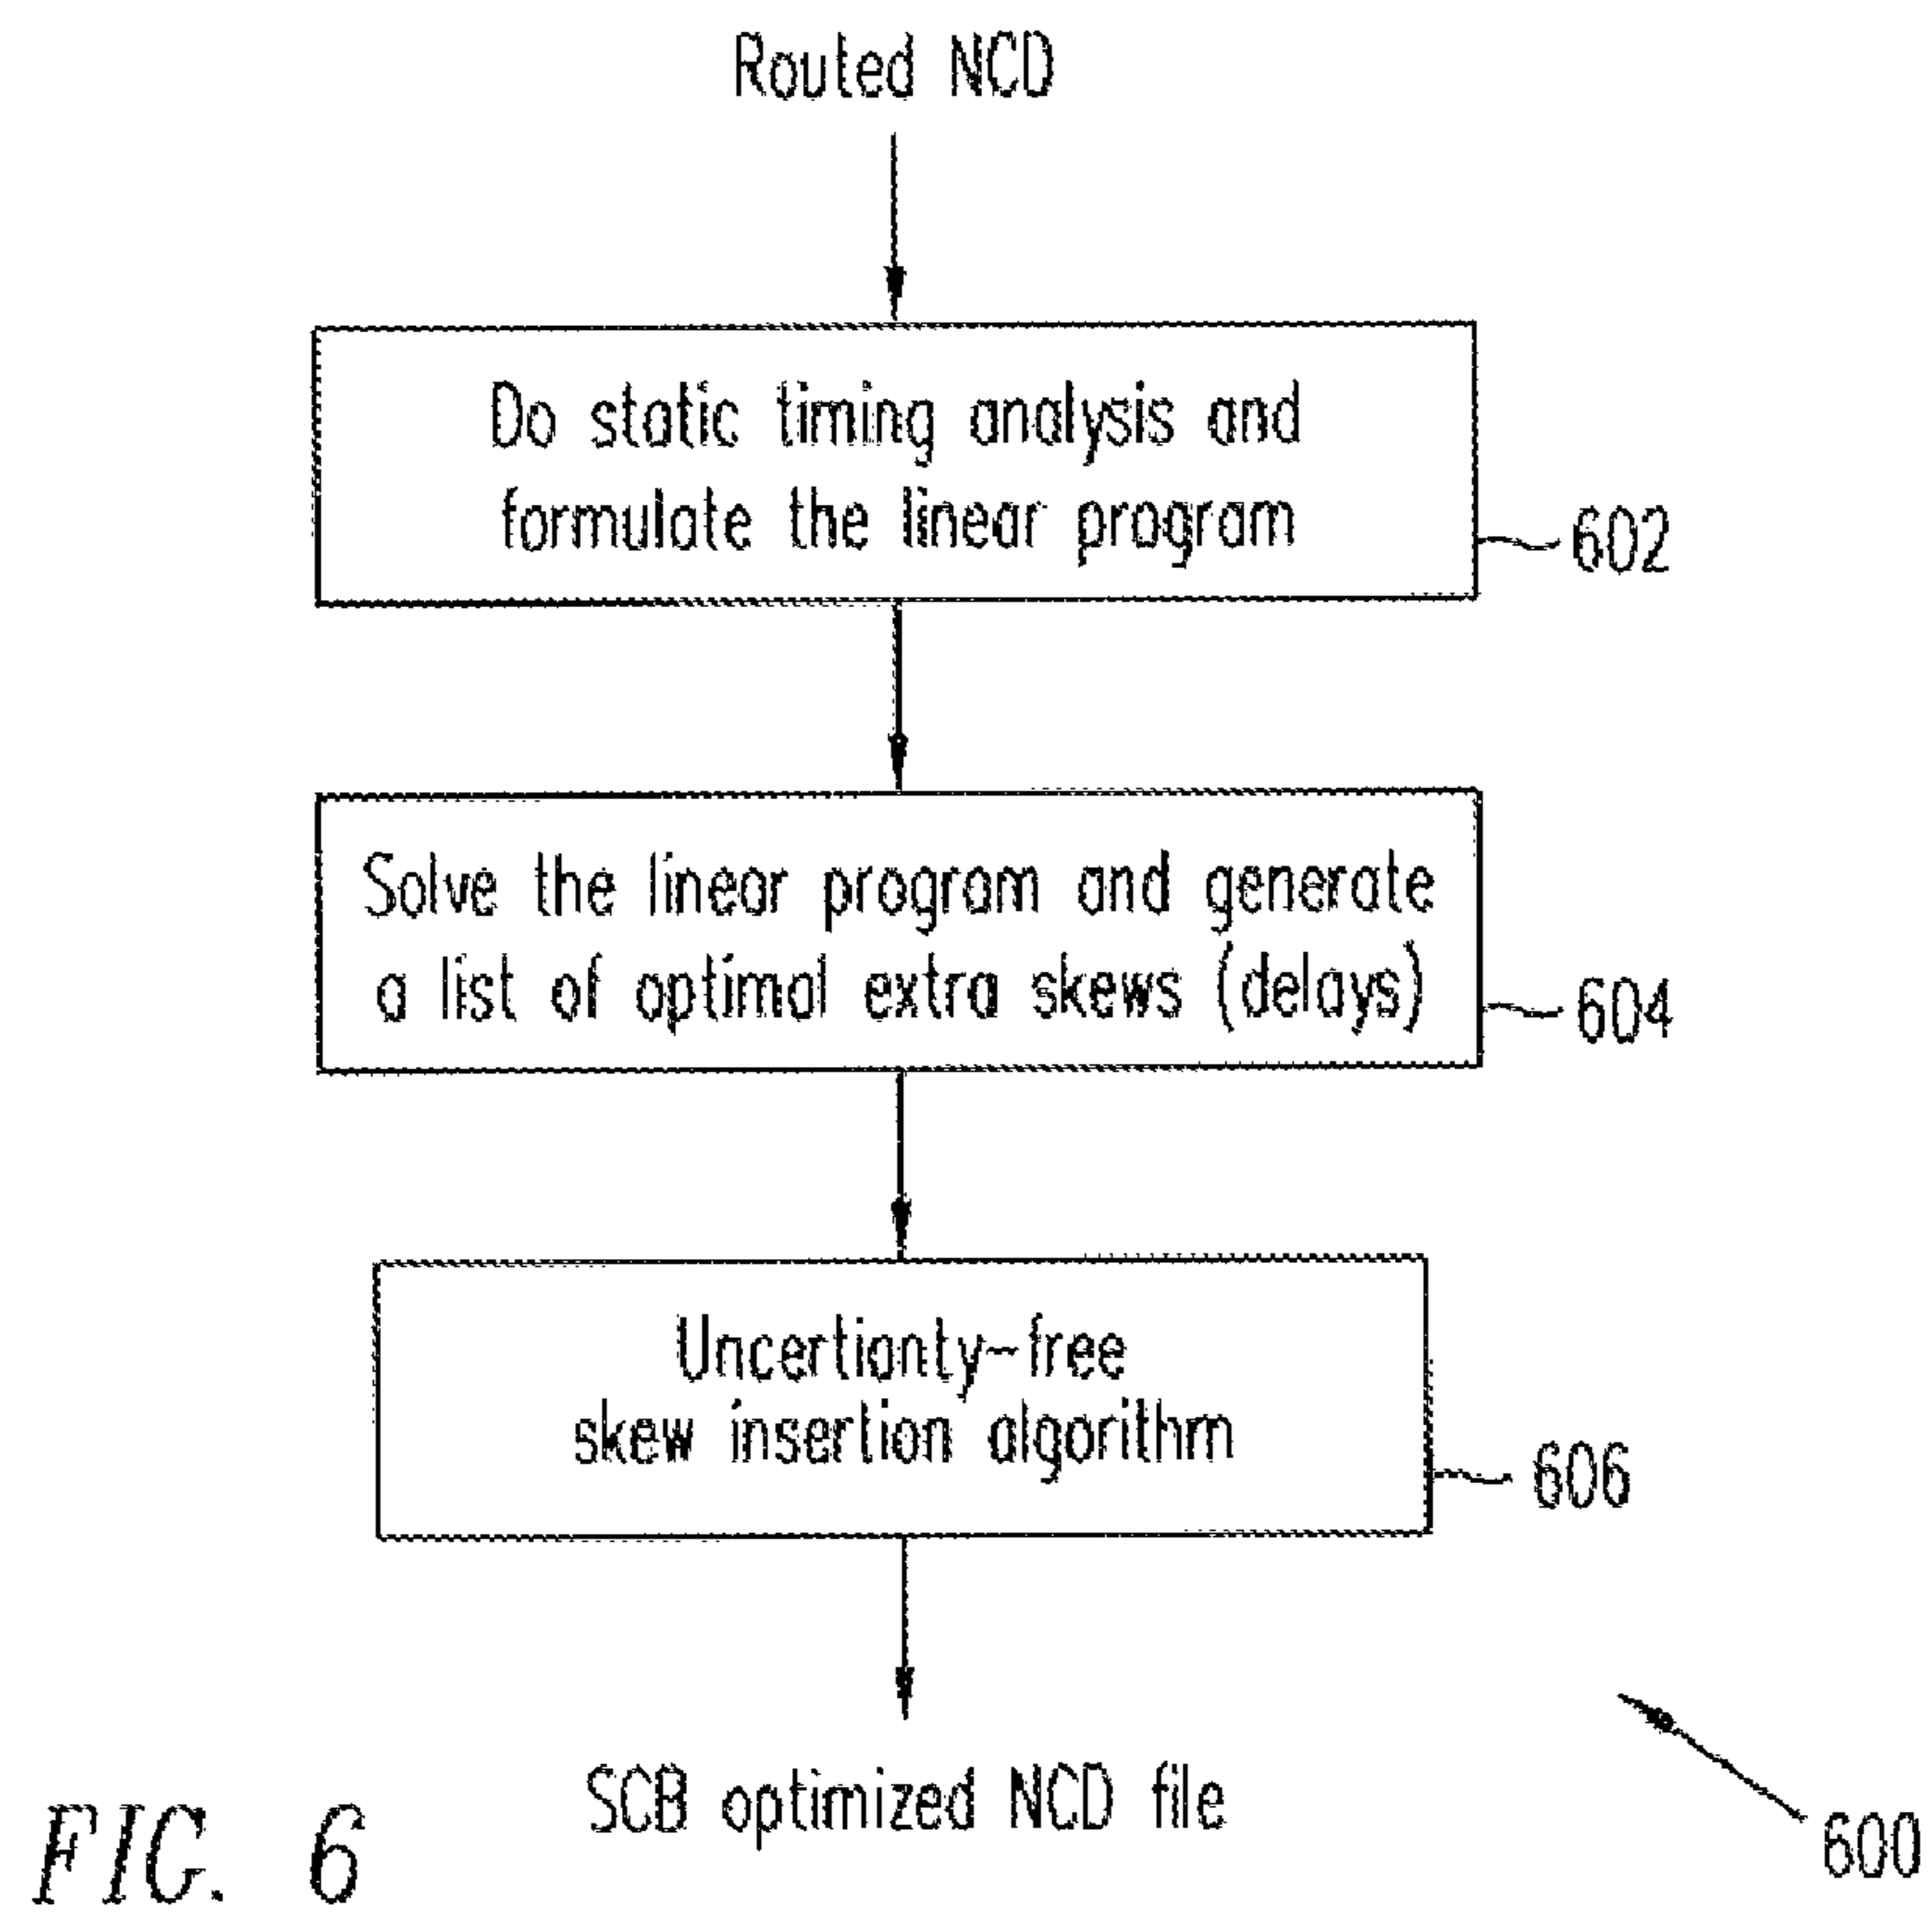 Routed NCD
Do static timing analysis and
formulate the linear program
602
Solve the linear program and generate
a list of optimal extra skews (delays)
604
Uncertionty-free
skew insertion algorithm
606
SCB optimized NCD file
600
FIG. 6